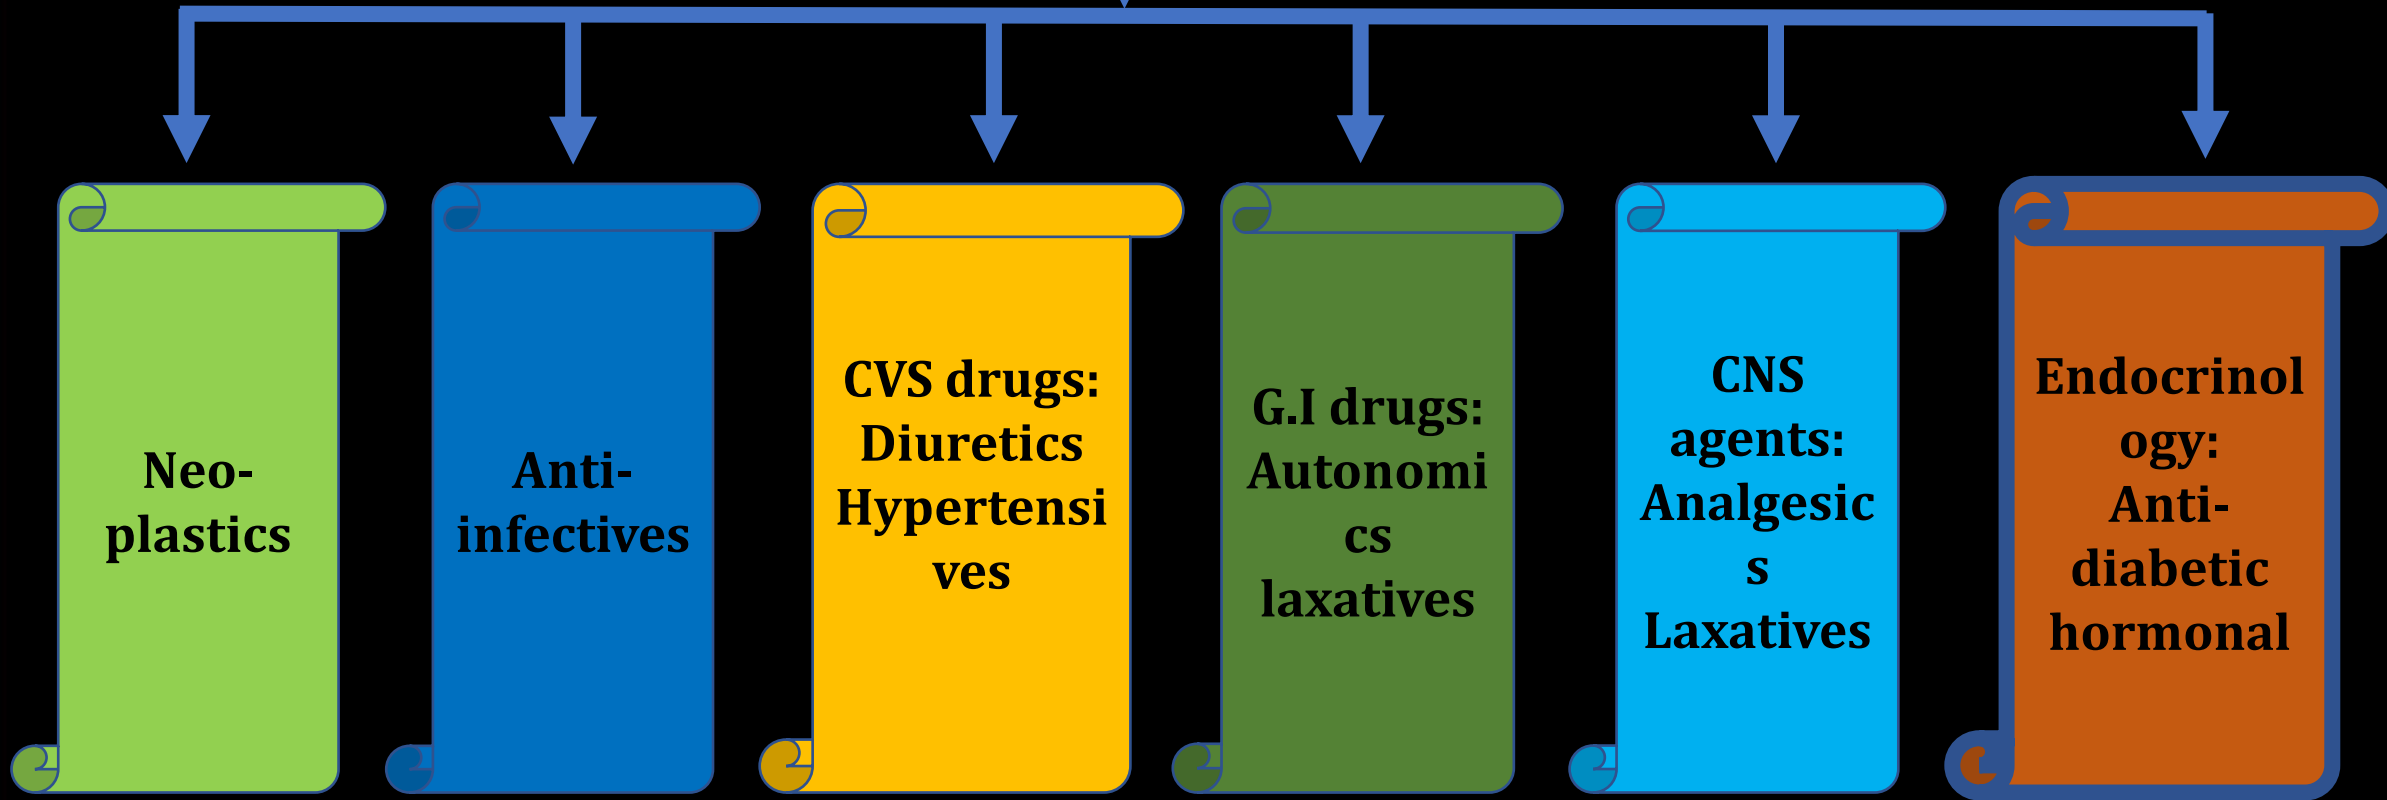 Neo-
plastics
Anti-
infectives
CVS drugs:
Diuretics
Hypertensi
ves
G.I drugs:
Autonomi
cs
laxatives
CNS
agents:
Analgesic
s
Laxatives
Endocrinol
ogy:
Anti-
diabetic
hormonal